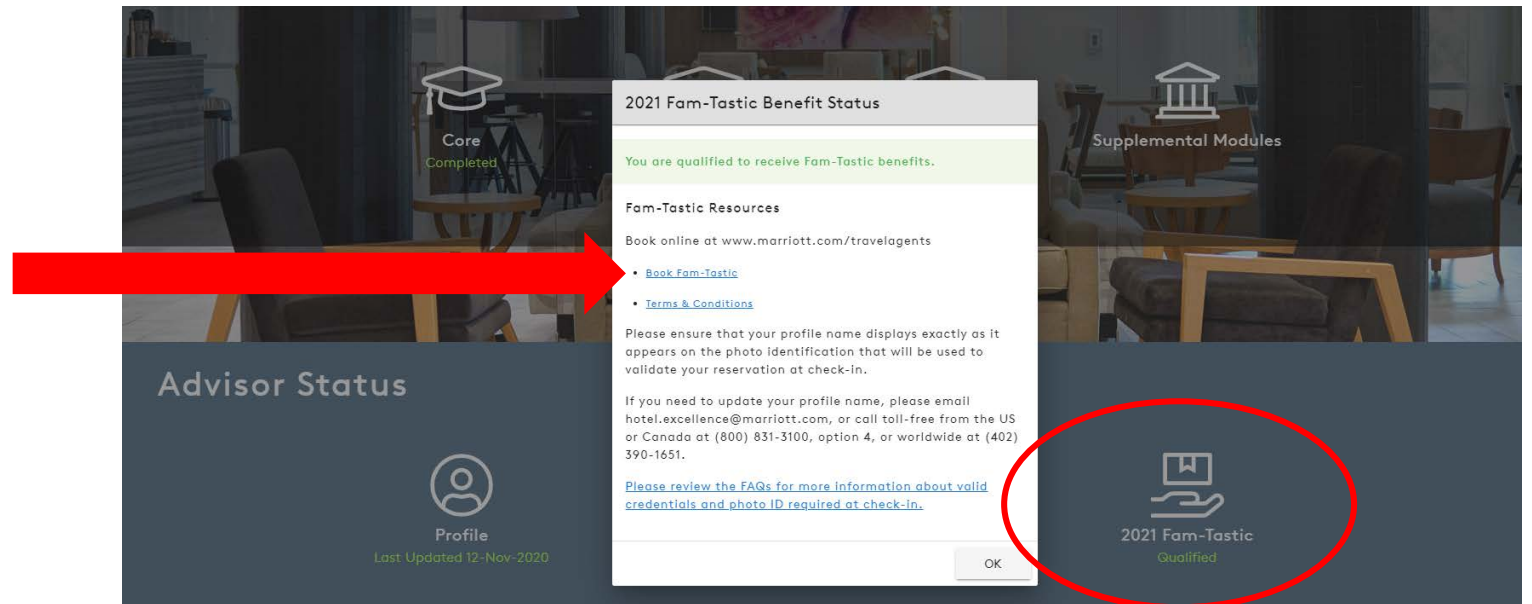 Core
Completed
Supplemental Modules
2021 Fam-Tastic Benefit Status
You are qualified to receive Fam-Tastic benefits.
Fam-Tastic Resources
Book online at www.marriott.com/travelagents
Book Fam-Tastic
Terms & Conditions
Please ensure that your profile name displays exactly as it
appears on the photo identification that will be used to
validate your reservation at check-in.
If you need to update your profile name, please email
hotel.excellence@marriott.com, or call toll-free from the US
or Canada at (800) 831-3100, option 4, or worldwide at (402)
390-1651.
Please review the FAQs for more information about valid
credentials and photo ID required at check-in.
OK
Advisor Status
Profile
Last Updated 12-Nov-2020
2021 Fam-Tastic
Qualified